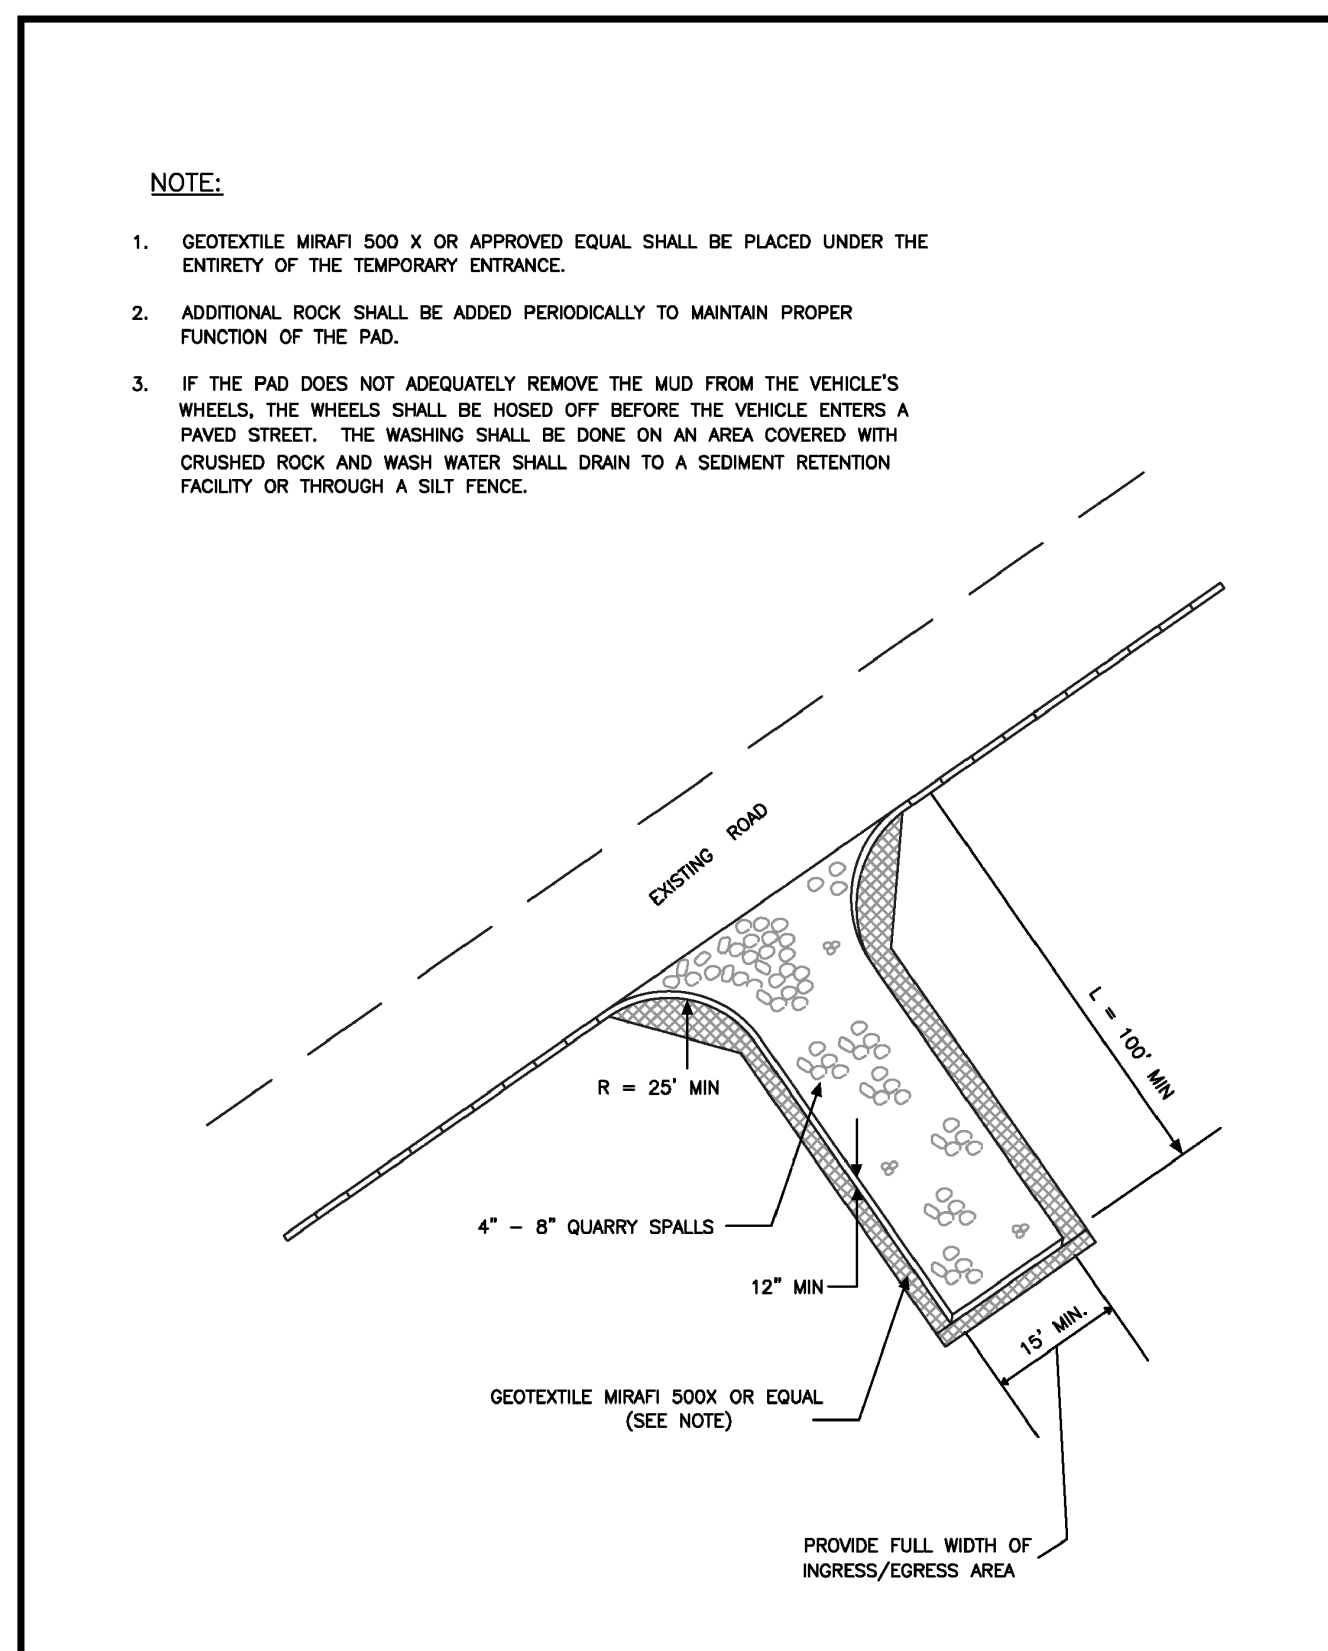 NOTE:
1. GEOTEXTILE MIRAFI 500 X OR APPROVED EQUAL SHALL BE PLACED UNDER THE
ENTIRETY OF THE TEMPORARY ENTRANCE.
2. ADDITIONAL ROCK SHALL BE ADDED PERIODICALLY TO MAINTAIN PROPER
FUNCTION OF THE PAD.
3. IF THE PAD DOES NOT ADEQUATELY REMOVE THE MUD FROM THE VEHICLE'S
WHEELS, THE WHEELS SHALL BE HOSED OFF BEFORE THE VEHICLE ENTERS A
PAVED STREET. THE WASHING SHALL BE DONE ON AN AREA COVERED WITH
CRUSHED ROCK AND WASH WATER SHALL DRAIN TO A SEDIMENT RETENTION
FACILITY OR THROUGH A SILT FENCE.
EXISTING ROAD
L = 100' MIN
R = 25' MIN
4" - 8" QUARRY SPALLS
12" MIN
15' MIN.
GEOTEXTILE MIRAFI 500X OR EQUAL
(SEE NOTE)
PROVIDE FULL WIDTH OF
INGRESS/EGRESS AREA